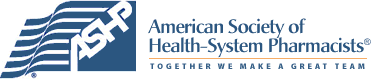 ASHP
American Society of
Health-System Pharmacists®
TOGETHER WE MAKE A GREAT TEAM